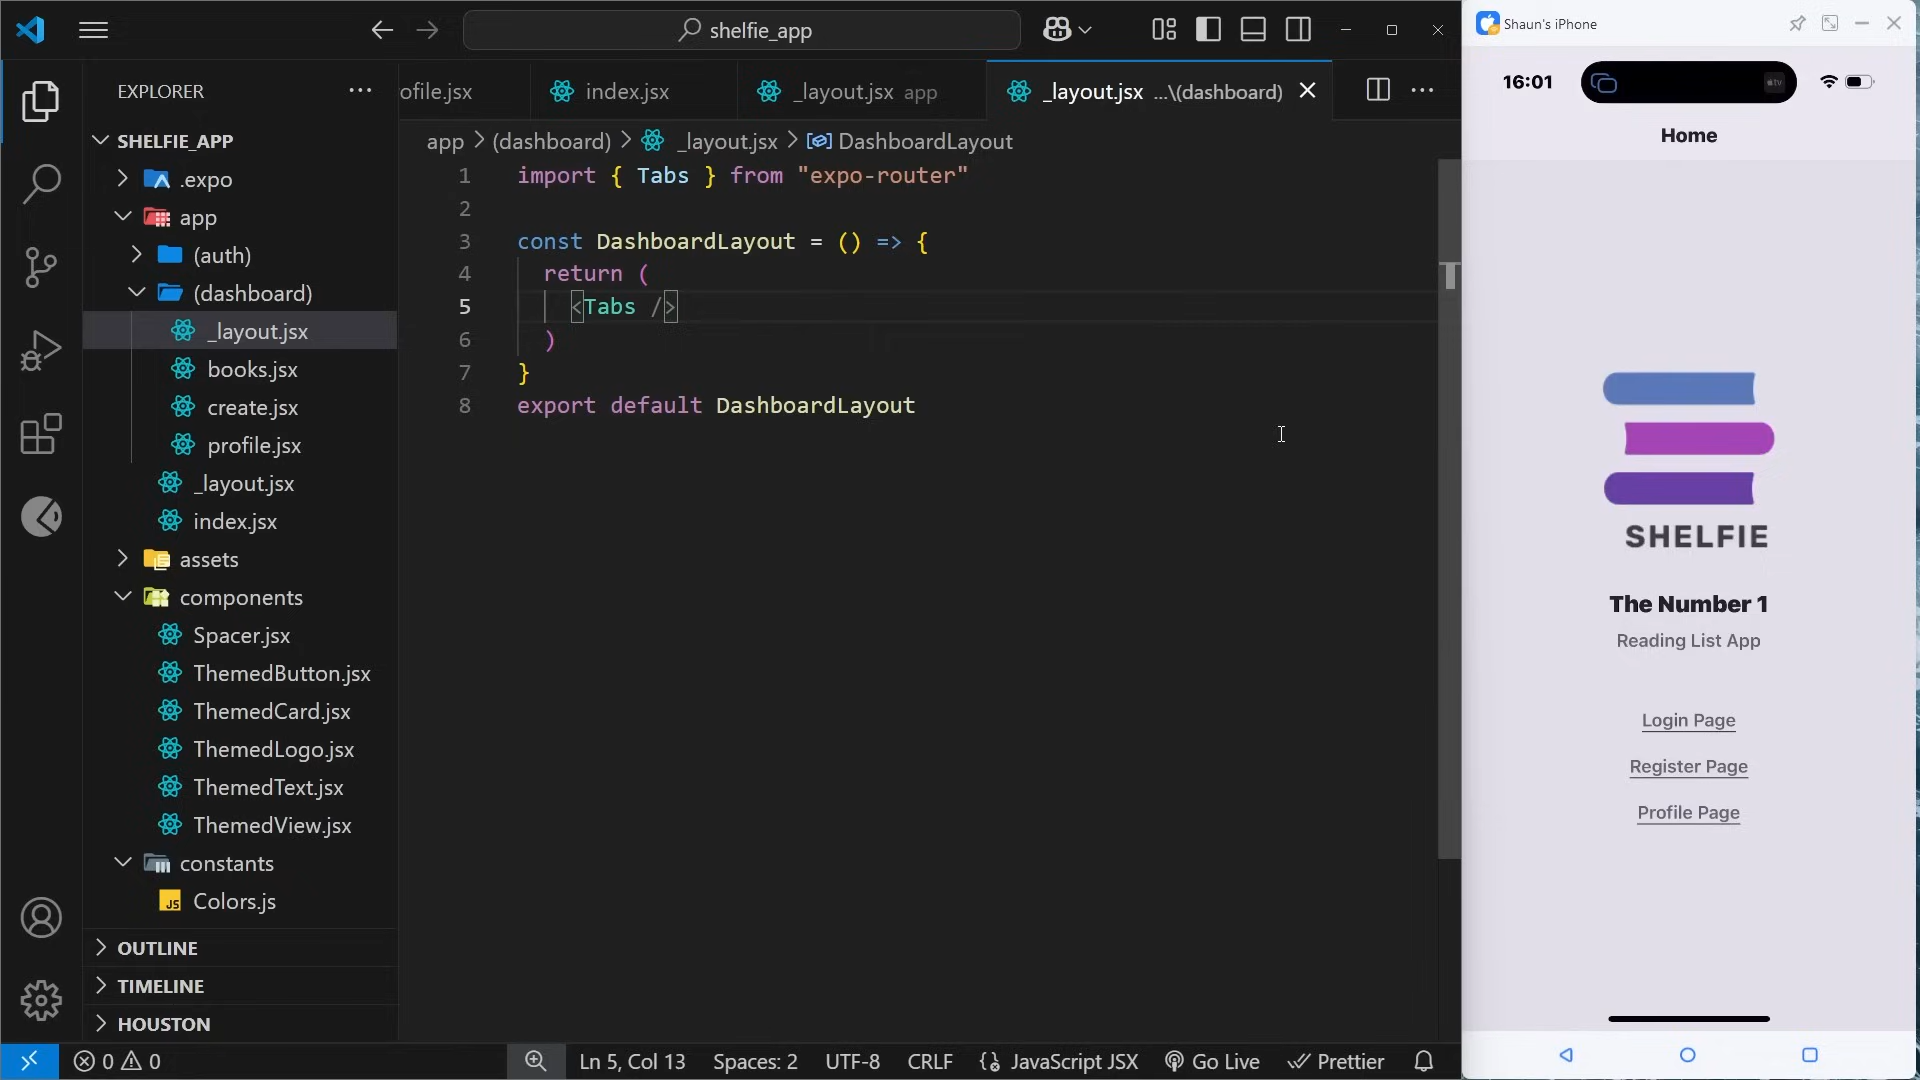 shelfie_app
Shaun's iPhone
EXPLORER
ofile.jsx
index.jsx
_layout.jsx app
_layout.jsx ...\(dashboard)
16:01
tv
SHELFIE_APP
app > (dashboard) > _layout.jsx > DashboardLayout
Home
.expo
app
(auth)
(dashboard)
_layout.jsx
books.jsx
create.jsx
profile.jsx
_layout.jsx
index.jsx
assets
components
Spacer.jsx
ThemedButton.jsx
ThemedCard.jsx
ThemedLogo.jsx
ThemedText.jsx
ThemedView.jsx
constants
JS Colors.js
OUTLINE
TIMELINE
HOUSTON
1 import { Tabs } from "expo-router"
2
3 const DashboardLayout = () => {
4 return (
5 <Tabs />
6 )
7 }
8 export default DashboardLayout
SHELFIE
The Number 1
Reading List App
Login Page
Register Page
Profile Page
0 0
Ln 5, Col 13 Spaces: 2 UTF-8 CRLF {} JavaScript JSX Go Live Prettier